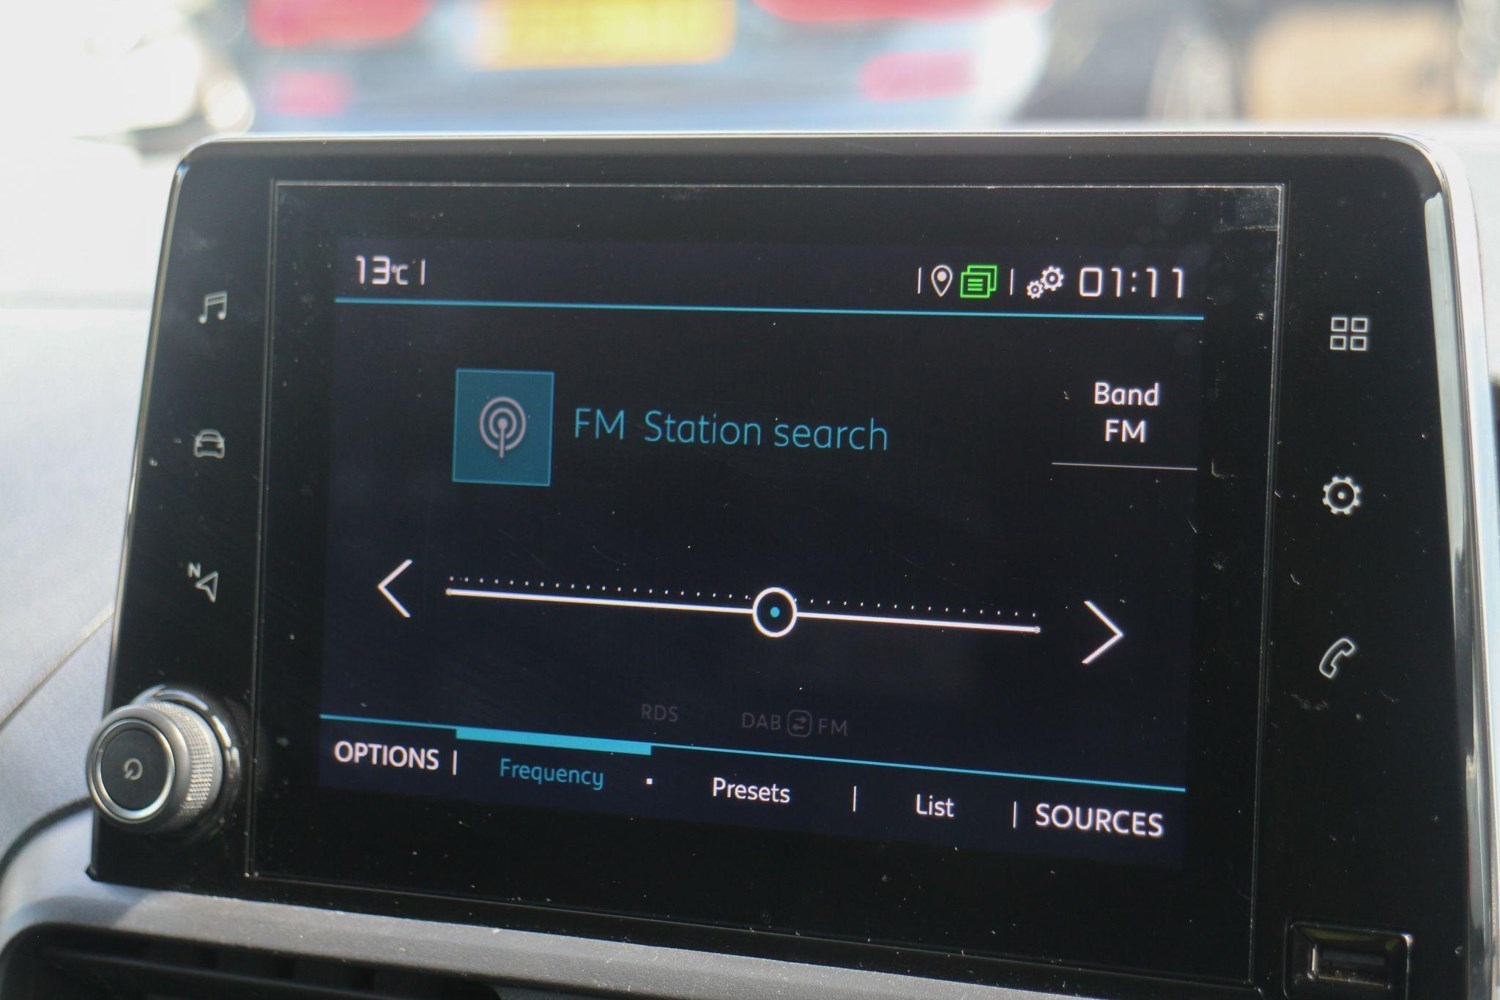 13°C | | | 01:11
FM Station search
Band
FM
N
RDS DAB FM
OPTIONS | Frequency · Presets | List | SOURCES